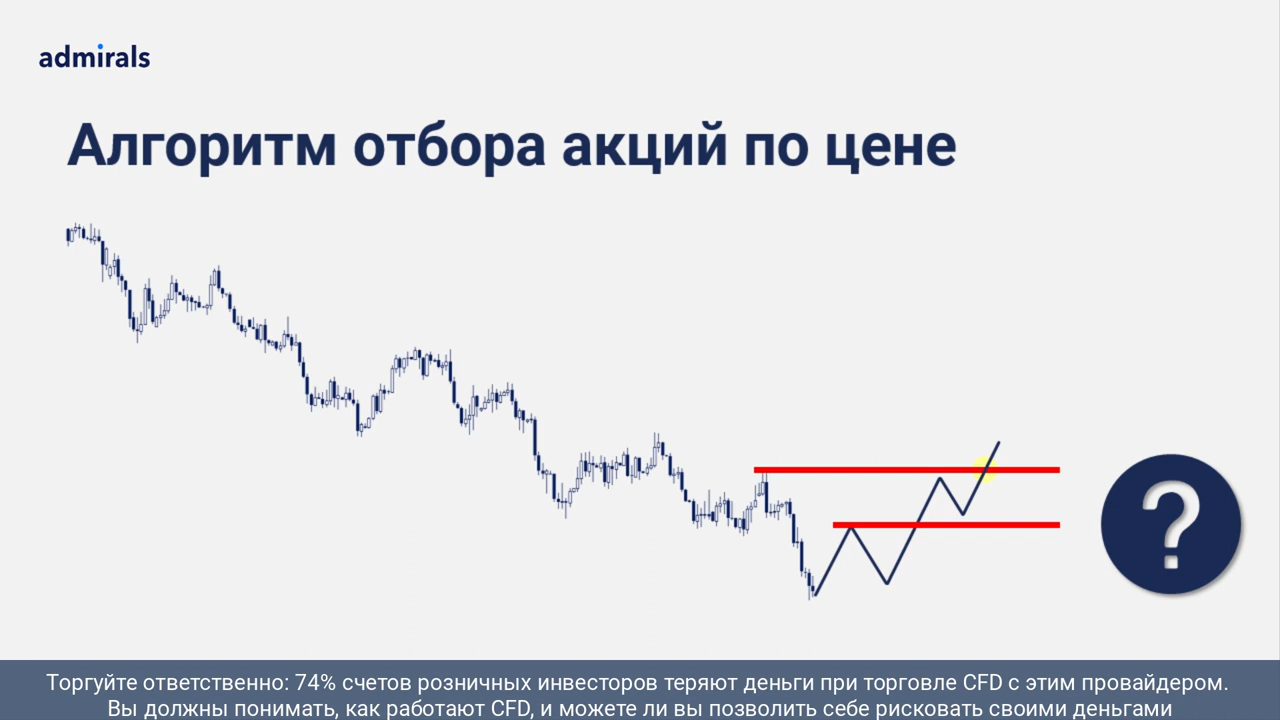 admirals
Алгоритм отбора акций по цене
?
Торгуйте ответственно: 74% счетов розничных инвесторов теряют деньги при торговле CFD с этим провайдером.
Вы должны понимать, как работают CFD, и можете ли вы позволить себе рисковать своими деньгами